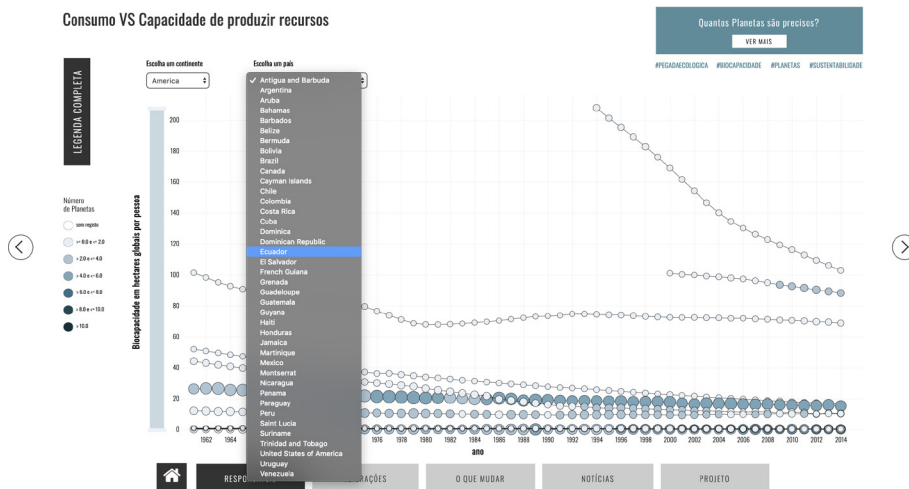 Consumo VS Capacidade de produzir recursos
Quantos Planetas são precisos?
VER MAIS
#PEGADAECOLOGICA #BIOCAPACIDADE #PLANETAS #SUSTENTABILIDADE
Escolha um continente
America
Escolha um país
✓ Antigua and Barbuda
Argentina
Aruba
Bahamas
Barbados
Belize
Bermuda
Bolivia
Brazil
Canada
Cayman Islands
Chile
Colombia
Costa Rica
Cuba
Dominica
Dominican Republic
Ecuador
El Salvador
French Guiana
Grenada
Guadeloupe
Guatemala
Guyana
Haiti
Honduras
Jamaica
Martinique
Mexico
Montserrat
Nicaragua
Panama
Paraguay
Peru
Saint Lucia
Suriname
Trinidad and Tobago
United States of America
Uruguay
Venezuela
LEGENDA COMPLETA
Número
de Planetas
sem registo
>= 0.0 e <= 2.0
> 2.0 e <= 4.0
> 4.0 e <= 6.0
> 6.0 e <= 8.0
> 8.0 e <= 10.0
> 10.0
Biocapacidade em hectares globais por pessoa
200
180
160
140
120
100
80
60
40
20
0
1962 1964 1976 1978 1980 1982 1984 1986 1988 1990 1992 1994 1996 1998 2000 2002 2004 2006 2008 2010 2012 2014
ano
O QUE MUDAR
NOTÍCIAS
PROJETO